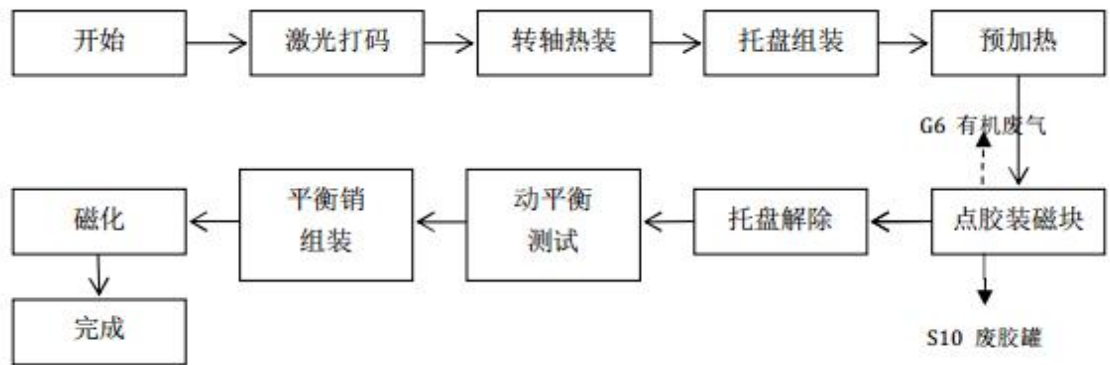 开始
激光打码
转轴热装
托盘组装
预加热
G6 有机废气
磁化
平衡销
组装
动平衡
测试
托盘解除
点胶装磁块
完成
S10 废胶罐